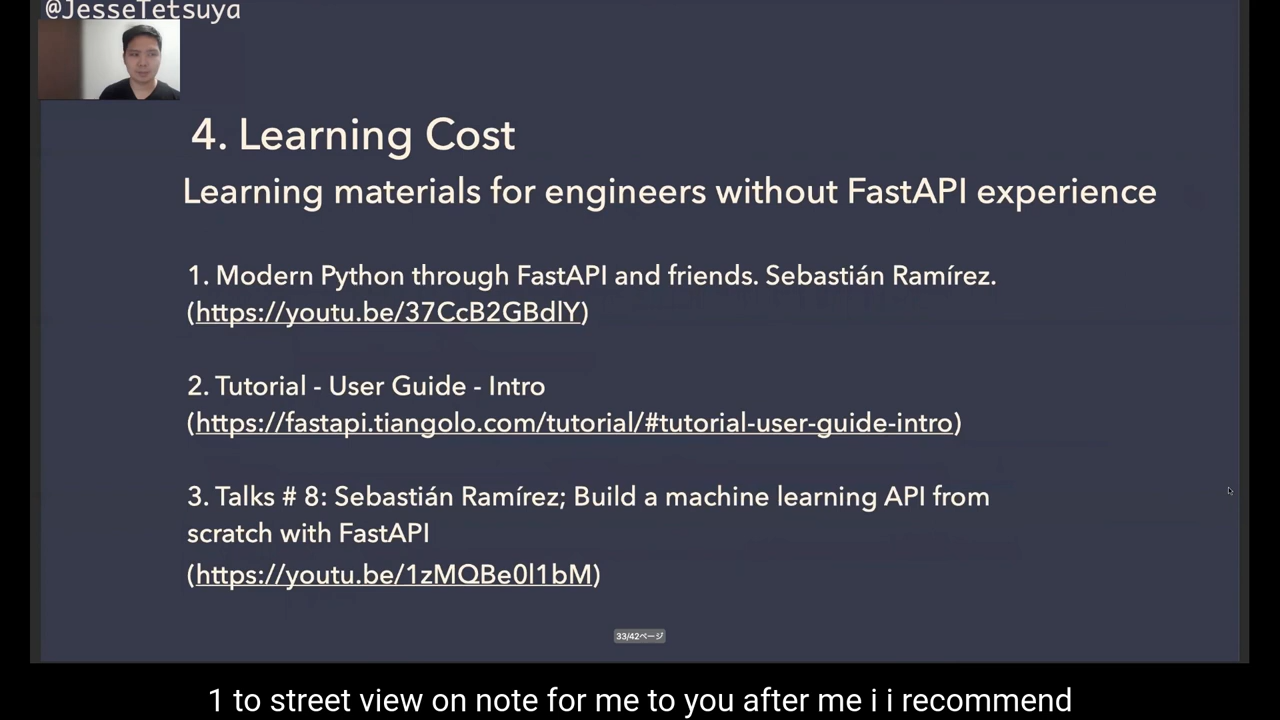 @JesseTetsuya
4. Learning Cost
Learning materials for engineers without FastAPI experience
1. Modern Python through FastAPI and friends. Sebastián Ramírez.
(https://youtu.be/37CcB2GBdlY)
2. Tutorial - User Guide - Intro
(https://fastapi.tiangolo.com/tutorial/#tutorial-user-guide-intro)
3. Talks # 8: Sebastián Ramírez; Build a machine learning API from
scratch with FastAPI
(https://youtu.be/1zMQBe0l1bM)
33/42ページ
1 to street view on note for me to you after me i i recommend